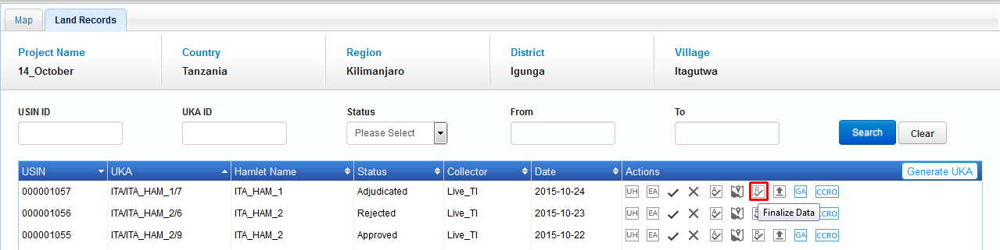 Map Land Records
Project Name Country Region District Village
14_October Tanzania Kilimanjaro Igunga Itagutwa
USIN ID UKA ID Status From To
Please Select Search Clear
USIN UKA Hamlet Name Status Collector Date Actions Generate UKA
000001057 ITA/ITA_HAM_1/7 ITA_HAM_1 Adjudicated Live_TI 2015-10-24 UH EA A R GA CCRO
Finalize Data
000001056 ITA/ITA_HAM_2/6 ITA_HAM_2 Rejected Live_TI 2015-10-23 UH EA A GA CCRO
000001055 ITA/ITA_HAM_2/9 ITA_HAM_2 Approved Live_TI 2015-10-22 UH EA A R GA CCRO